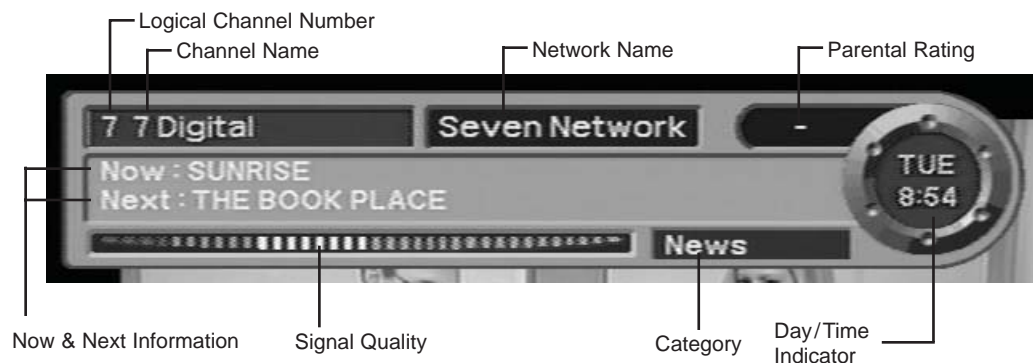 Logical Channel Number
Channel Name
Network Name
Parental Rating
7 7 Digital
Seven Network
-
Now : SUNRISE
Next : THE BOOK PLACE
TUE
8:54
News
Now & Next Information
Signal Quality
Category
Day/Time
Indicator